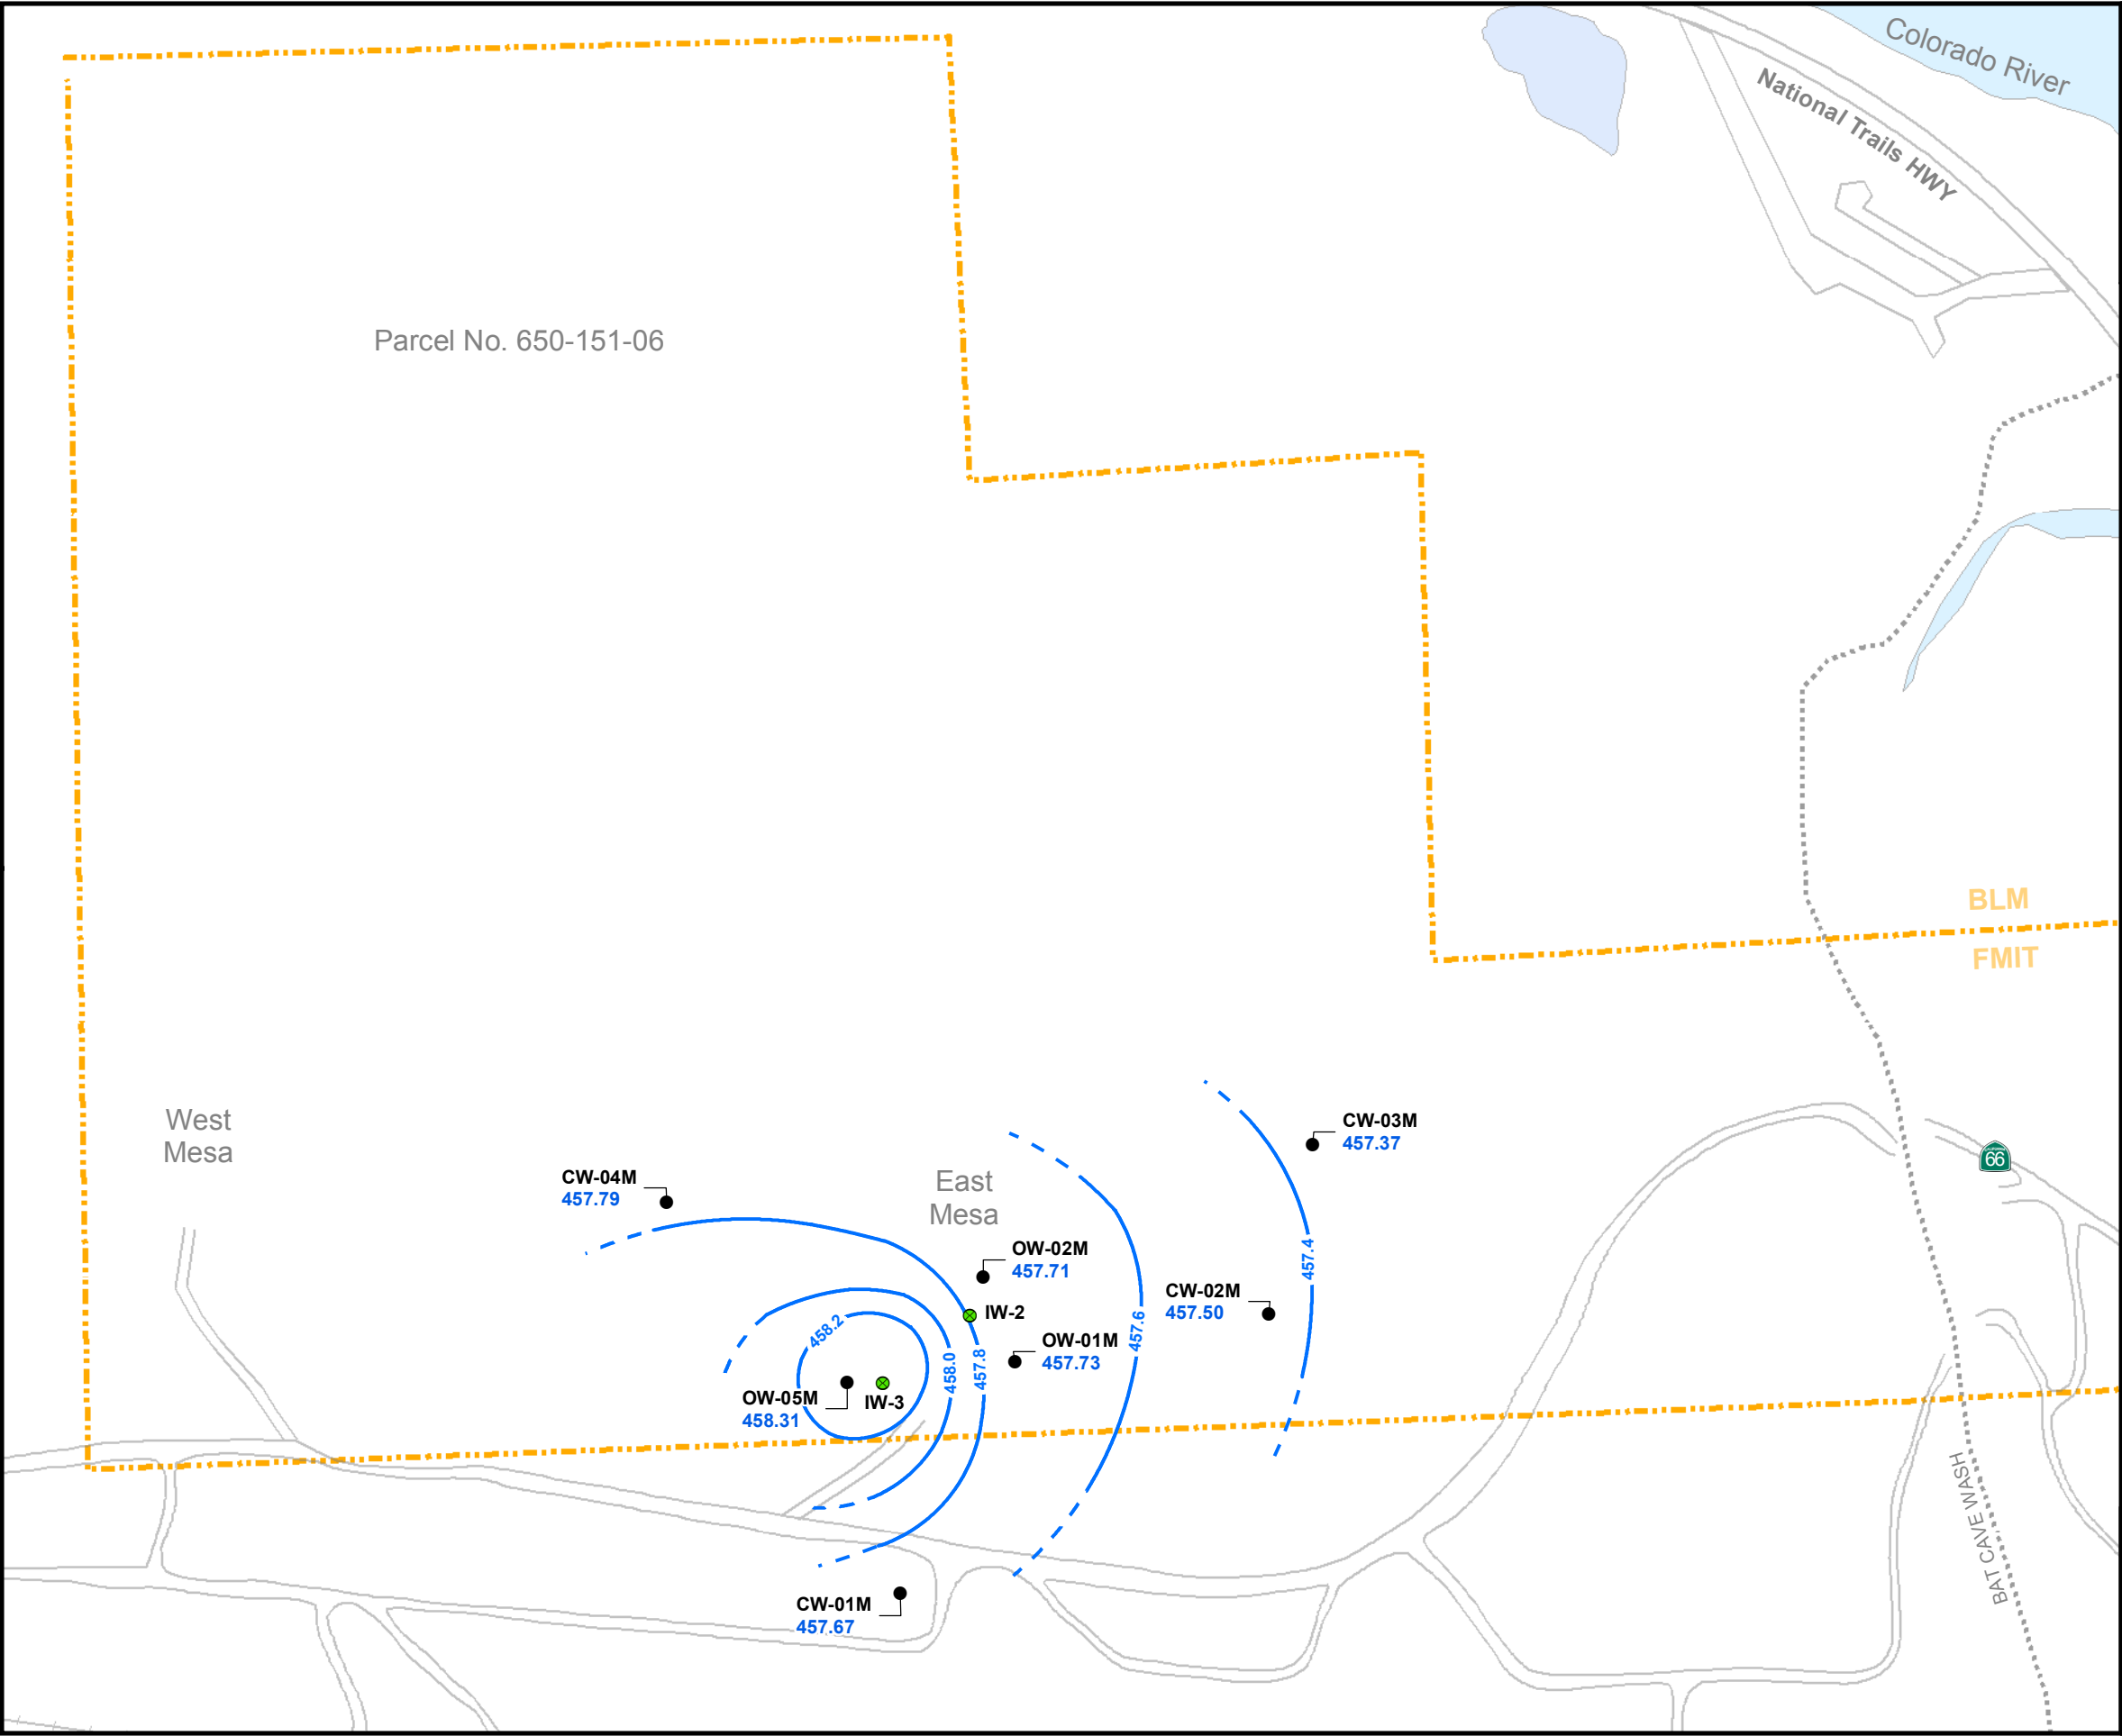 Colorado River
National Trails HWY
Parcel No. 650-151-06
BLM
FMIT
West
Mesa
CW-03M
457.37
CW-04M
457.79
East
Mesa
66
OW-02M
457.71
457.4
CW-02M
457.50
IW-2
457.6
458.2
OW-01M
457.73
458.0
457.8
OW-05M
458.31
IW-3
BAT CAVE WASH
CW-01M
457.67